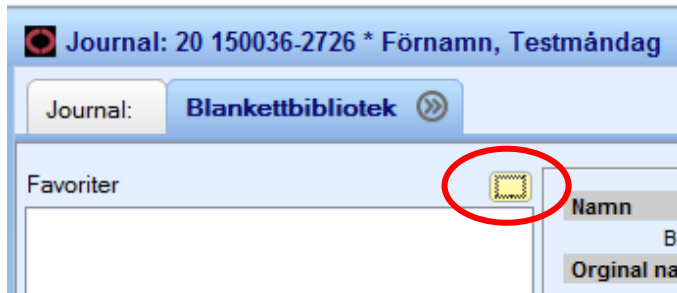 Journal: 20 150036-2726 * Förnamn, Testmåndag
Journal:
Blankettbibliotek
Favoriter
Namn
B
Orginal na